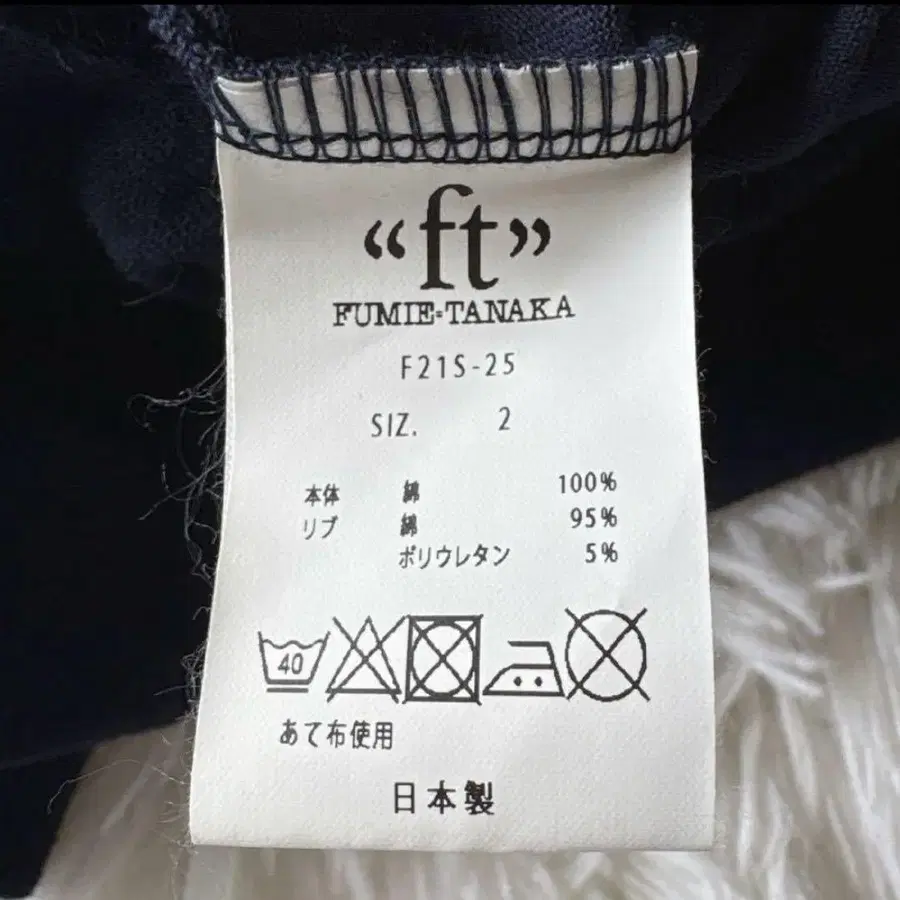 “ft”
FUMIE=TANAKA
F21S-25
SIZ. 2
本体 綿 100%
リブ 綿 95%
ポリウレタン 5%
40
あて布使用
日本製